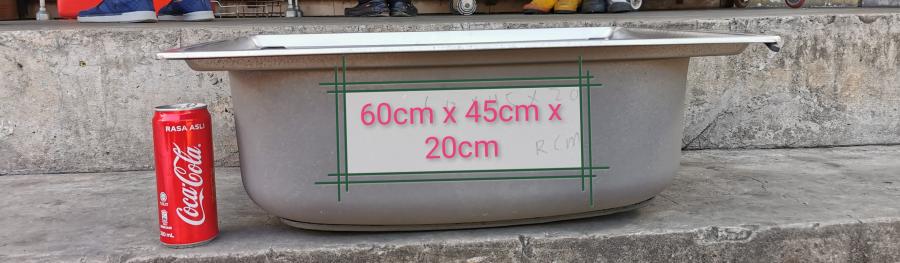 60cm x 45cm x
20cm
RASA ASLI
Coca-Cola